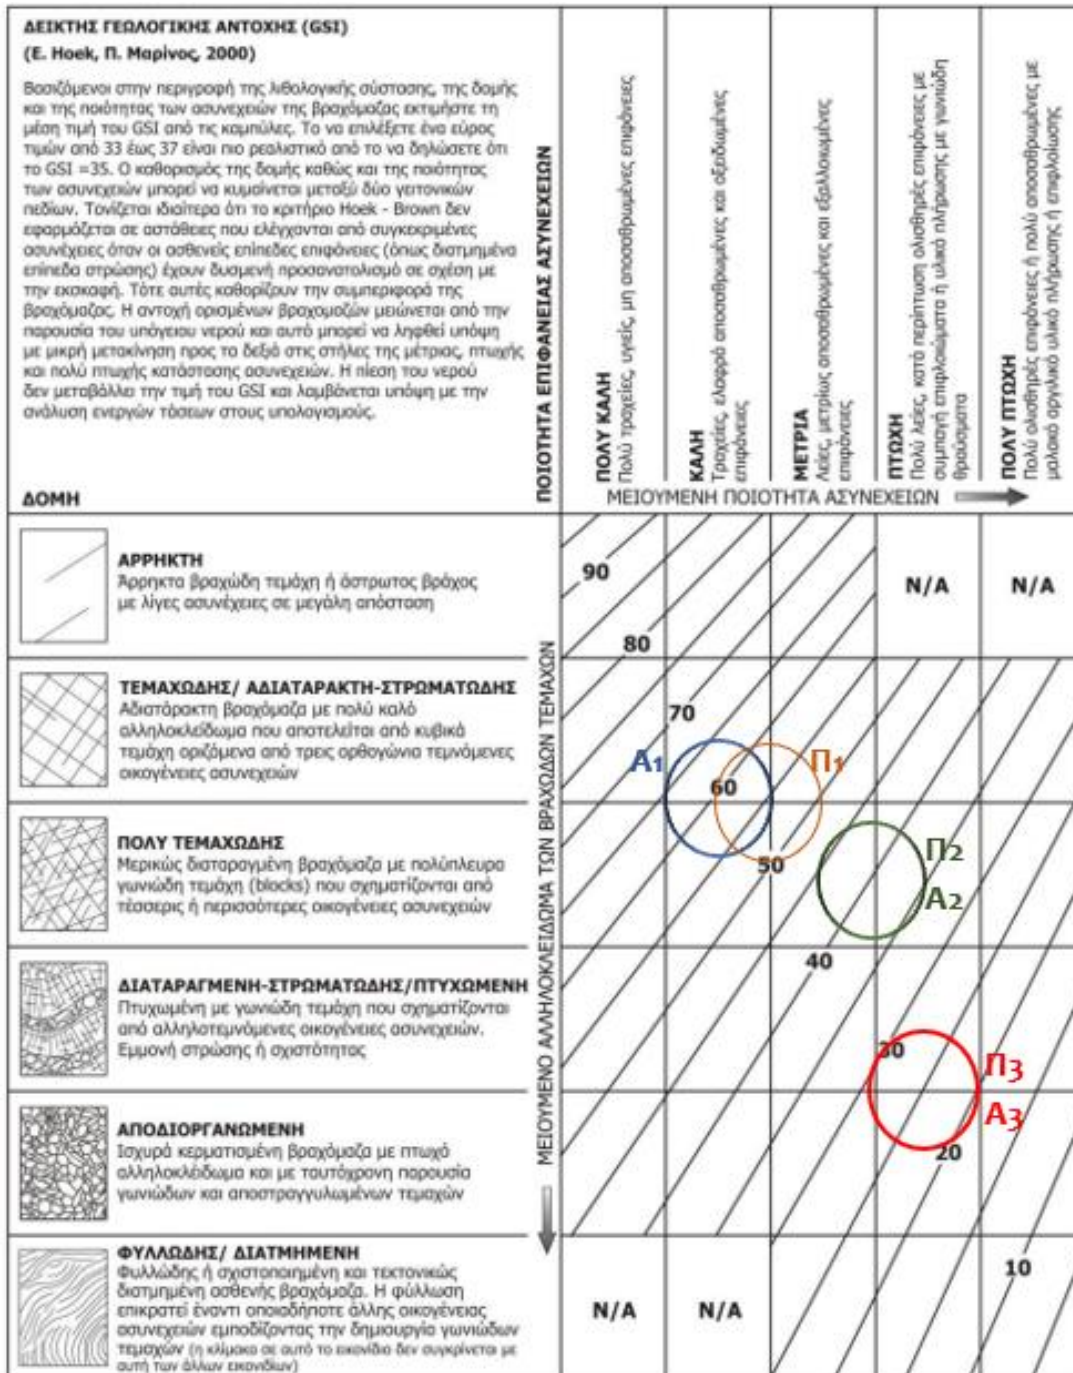 ΔΕΙΚΤΗΣ ΓΕΩΛΟΓΙΚΗΣ ΑΝΤΟΧΗΣ (GSI)
(E. Hoek, Π. Μαρίνος, 2000)
Βασιζόμενοι στην περιγραφή της λιθολογικής σύστασης, της δομής
και της ποιότητας των ασυνεχειών της βραχόμαζας εκτιμήστε τη
μέση τιμή του GSI από τις καμπύλες. Το να επιλέξετε ένα εύρος
τιμών από 33 έως 37 είναι πιο ρεαλιστικό από το να δηλώσετε ότι
το GSI =35. Ο καθορισμός της δομής καθώς και της ποιότητας
των ασυνεχειών μπορεί να κυμαίνεται μεταξύ δύο γειτονικών
πεδίων. Τονίζεται ιδιαίτερα ότι το κριτήριο Hoek - Brown δεν
εφαρμόζεται σε αστάθειες που ελέγχονται από συγκεκριμένες
ασυνέχειες όταν οι ασθενείς επίπεδες επιφάνειες (όπως διατμημένα
επίπεδα στρώσης) έχουν δυσμενή προσανατολισμό σε σχέση με
την εκσκαφή. Τότε αυτές καθορίζουν την συμπεριφορά της
βραχόμαζας. Η αντοχή ορισμένων βραχομαζών μειώνεται από την
παρουσία του υπόγειου νερού και αυτό μπορεί να ληφθεί υπόψη
με μικρή μετακίνηση προς τα δεξιά στις στήλες της μέτριας, πτωχής
και πολύ πτωχής κατάστασης ασυνεχειών. Η πίεση του νερού
δεν μεταβάλλει την τιμή του GSI και λαμβάνεται υπόψη με την
ανάλυση ενεργών τάσεων στους υπολογισμούς.
ΔΟΜΗ
ΠΟΙΟΤΗΤΑ ΕΠΙΦΑΝΕΙΑΣ ΑΣΥΝΕΧΕΙΩΝ
ΠΟΛΥ ΚΑΛΗ
Πολύ τραχείες, υγιείς, μη αποσαθρωμένες επιφάνειες
ΚΑΛΗ
Τραχείες, ελαφρά αποσαθρωμένες και οξειδωμένες
επιφάνειες
ΜΕΤΡΙΑ
Λείες, μετρίως αποσαθρωμένες και εξαλλοιωμένες
επιφάνειες
ΠΤΩΧΗ
Πολύ λείες, κατά περίπτωση ολισθηρές επιφάνειες με
συμπαγή επιφλοιώματα ή υλικό πλήρωσης με γωνιώδη
θραύσματα
ΠΟΛΥ ΠΤΩΧΗ
Πολύ ολισθηρές επιφάνειες ή πολύ αποσαθρωμένες με
μαλακό αργιλικό υλικό πλήρωσης ή επιφλοίωσης
ΜΕΙΟΥΜΕΝΗ ΠΟΙΟΤΗΤΑ ΑΣΥΝΕΧΕΙΩΝ
ΜΕΙΟΥΜΕΝΟ ΑΛΛΗΛΟΚΛΕΙΔΩΜΑ ΤΩΝ ΒΡΑΧΩΔΩΝ ΤΕΜΑΧΩΝ
ΑΡΡΗΚΤΗ
Άρρηκτα βραχώδη τεμάχη ή άστρωτος βράχος
με λίγες ασυνέχειες σε μεγάλη απόσταση
90
80
N/A
N/A
ΤΕΜΑΧΩΔΗΣ/ ΑΔΙΑΤΑΡΑΚΤΗ-ΣΤΡΩΜΑΤΩΔΗΣ
Αδιατάρακτη βραχόμαζα με πολύ καλό
αλληλοκλείδωμα που αποτελείται από κυβικά
τεμάχη οριζόμενα από τρεις ορθογώνια τεμνόμενες
οικογένειες ασυνεχειών
70
Α1
Π1
60
ΠΟΛΥ ΤΕΜΑΧΩΔΗΣ
Μερικώς διαταραγμένη βραχόμαζα με πολύπλευρα
γωνιώδη τεμάχη (blocks) που σχηματίζονται από
τέσσερις ή περισσότερες οικογένειες ασυνεχειών
50
Π2
Α2
ΔΙΑΤΑΡΑΓΜΕΝΗ-ΣΤΡΩΜΑΤΩΔΗΣ/ΠΤΥΧΩΜΕΝΗ
Πτυχωμένη με γωνιώδη τεμάχη που σχηματίζονται
από αλληλοτεμνόμενες οικογένειες ασυνεχειών.
Εμμονή στρώσης ή σχιστότητας
40
30
Π3
ΑΠΟΔΙΟΡΓΑΝΩΜΕΝΗ
Ισχυρά κερματισμένη βραχόμαζα με πτωχό
αλληλοκλείδωμα και με ταυτόχρονη παρουσία
γωνιώδων και αποστραγγυλωμένων τεμαχών
Α3
20
ΦΥΛΛΩΔΗΣ/ ΔΙΑΤΜΗΜΕΝΗ
Φυλλώδης ή σχιστοποιημένη και τεκτονικώς
διατμημένη ασθενής βραχόμαζα. Η φύλλωση
επικρατεί έναντι οποιαδήποτε άλλης οικογένειας
ασυνεχειών εμποδίζοντας την δημιουργία γωνιώδων
τεμαχών (η κλίμακα σε αυτό το εικονίδιο δεν συγκρίνεται με
αυτή των άλλων εικονιδίων)
N/A
N/A
10